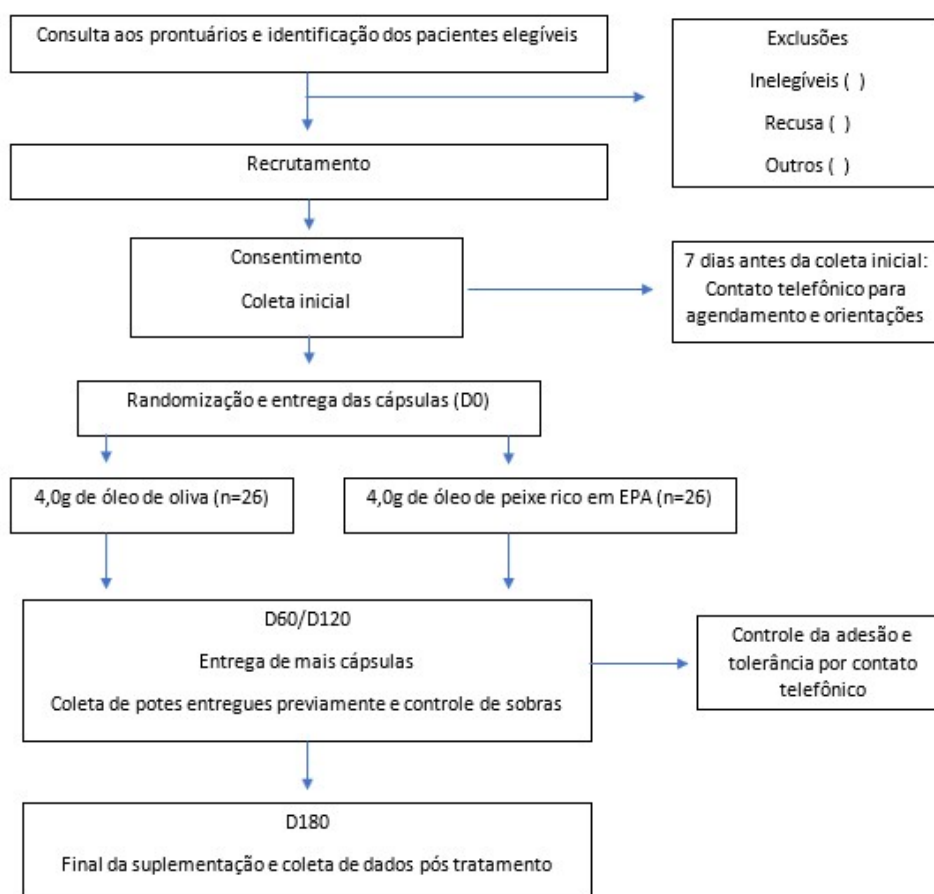 Consulta aos prontuários e identificação dos pacientes elegíveis
Exclusões
Inelegíveis ( )
Recusa ( )
Outros ( )
Recrutamento
Consentimento
Coleta inicial
7 dias antes da coleta inicial:
Contato telefônico para
agendamento e orientações
Randomização e entrega das cápsulas (D0)
4,0g de óleo de oliva (n=26)
4,0g de óleo de peixe rico em EPA (n=26)
D60/D120
Entrega de mais cápsulas
Coleta de potes entregues previamente e controle de sobras
Controle da adesão e
tolerância por contato
telefônico
D180
Final da suplementação e coleta de dados pós tratamento